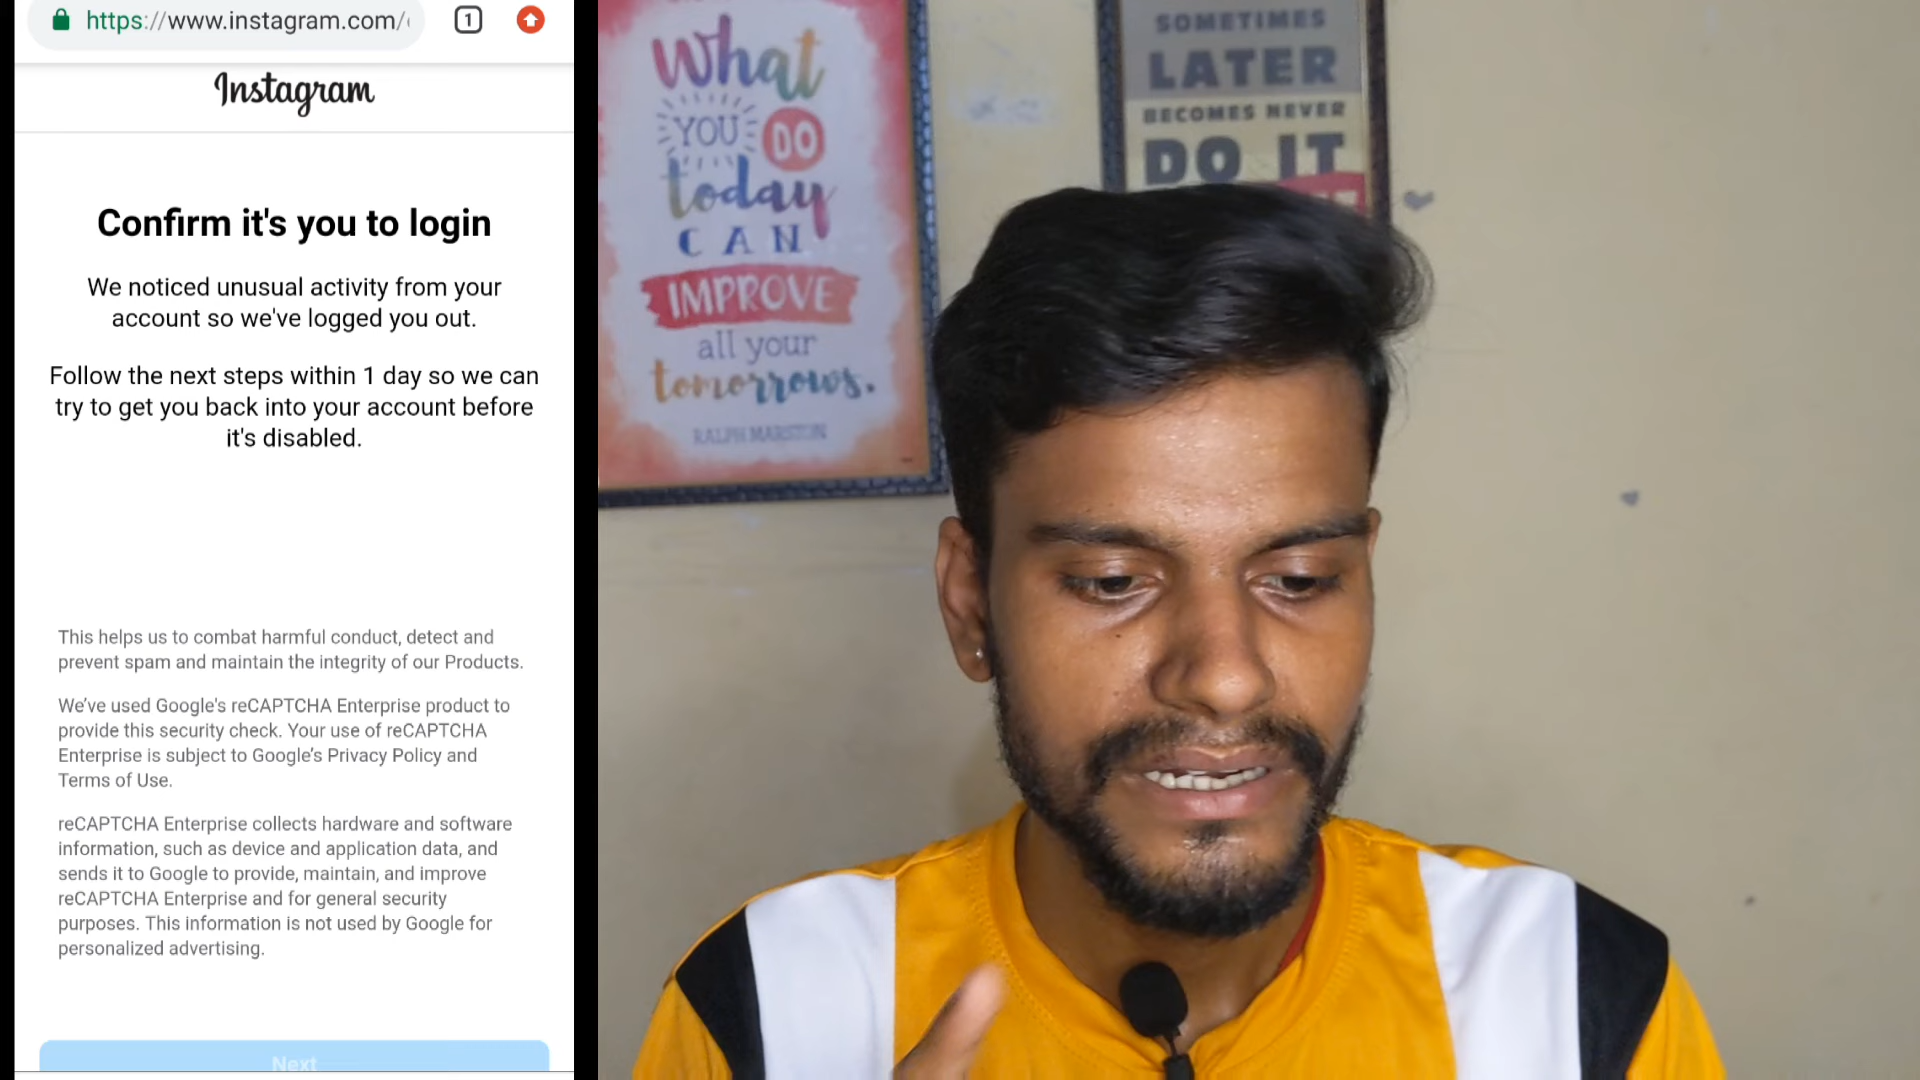 https://www.instagram.com/
1
Instagram
Confirm it's you to login
We noticed unusual activity from your
account so we've logged you out.
Follow the next steps within 1 day so we can
try to get you back into your account before
it's disabled.
This helps us to combat harmful conduct, detect and
prevent spam and maintain the integrity of our Products.
We've used Google's reCAPTCHA Enterprise product to
provide this security check. Your use of reCAPTCHA
Enterprise is subject to Google's Privacy Policy and
Terms of Use.
reCAPTCHA Enterprise collects hardware and software
information, such as device and application data, and
sends it to Google to provide, maintain, and improve
reCAPTCHA Enterprise and for general security
purposes. This information is not used by Google for
personalized advertising.
Next
What
YOU DO
today
CAN
IMPROVE
all your
tomorrows.
RALPH MARSTON
SOMETIMES
LATER
BECOMES NEVER
DO IT